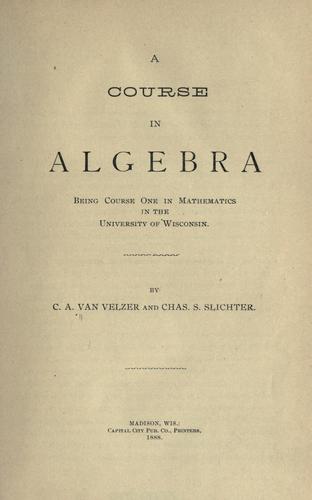 A
COURSE
IN
ALGEBRA
BEING COURSE ONE IN MATHEMATICS
IN THE
UNIVERSITY OF WISCONSIN.
BY
C. A. VAN VELZER AND CHAS. S. SLICHTER.
MADISON, WIS.:
CAPITAL CITY PUB. CO., PRINTERS,
1888.